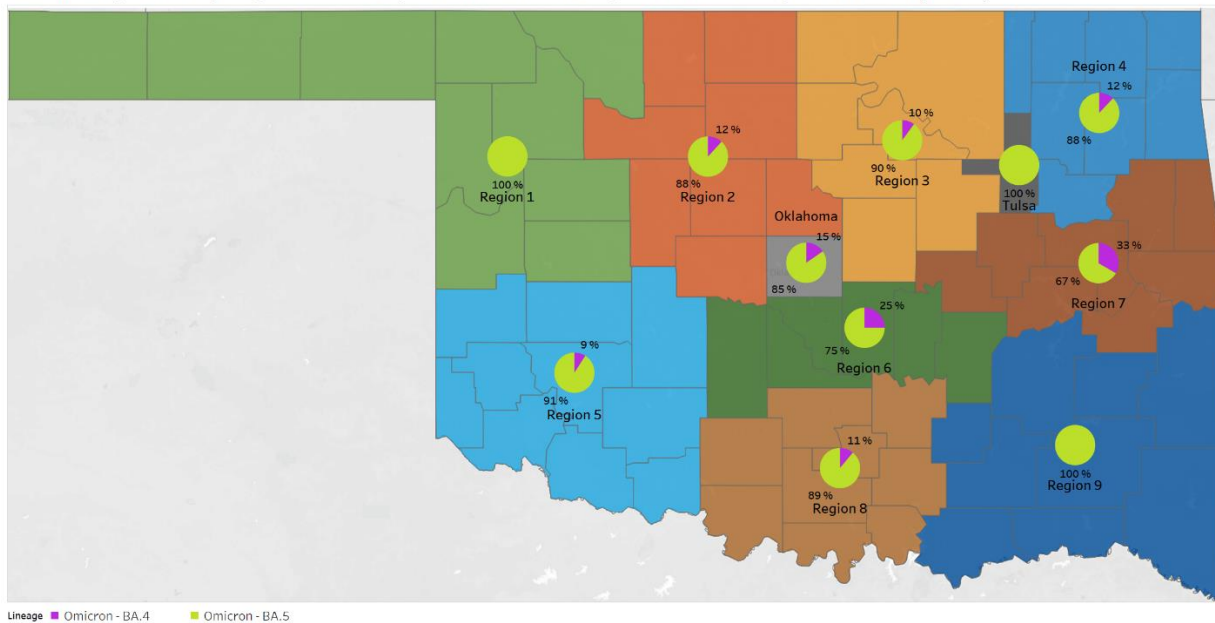 Region 4
12 %
88 %
10 %
90 %
Region 3
12 %
88 %
Region 2
100 %
Region 1
100 %
Tulsa
Oklahoma
15 %
85 %
33 %
67 %
Region 7
25 %
75 %
Region 6
9 %
91 %
Region 5
11 %
89 %
Region 8
100 %
Region 9
Lineage Omicron - BA.4 Omicron - BA.5